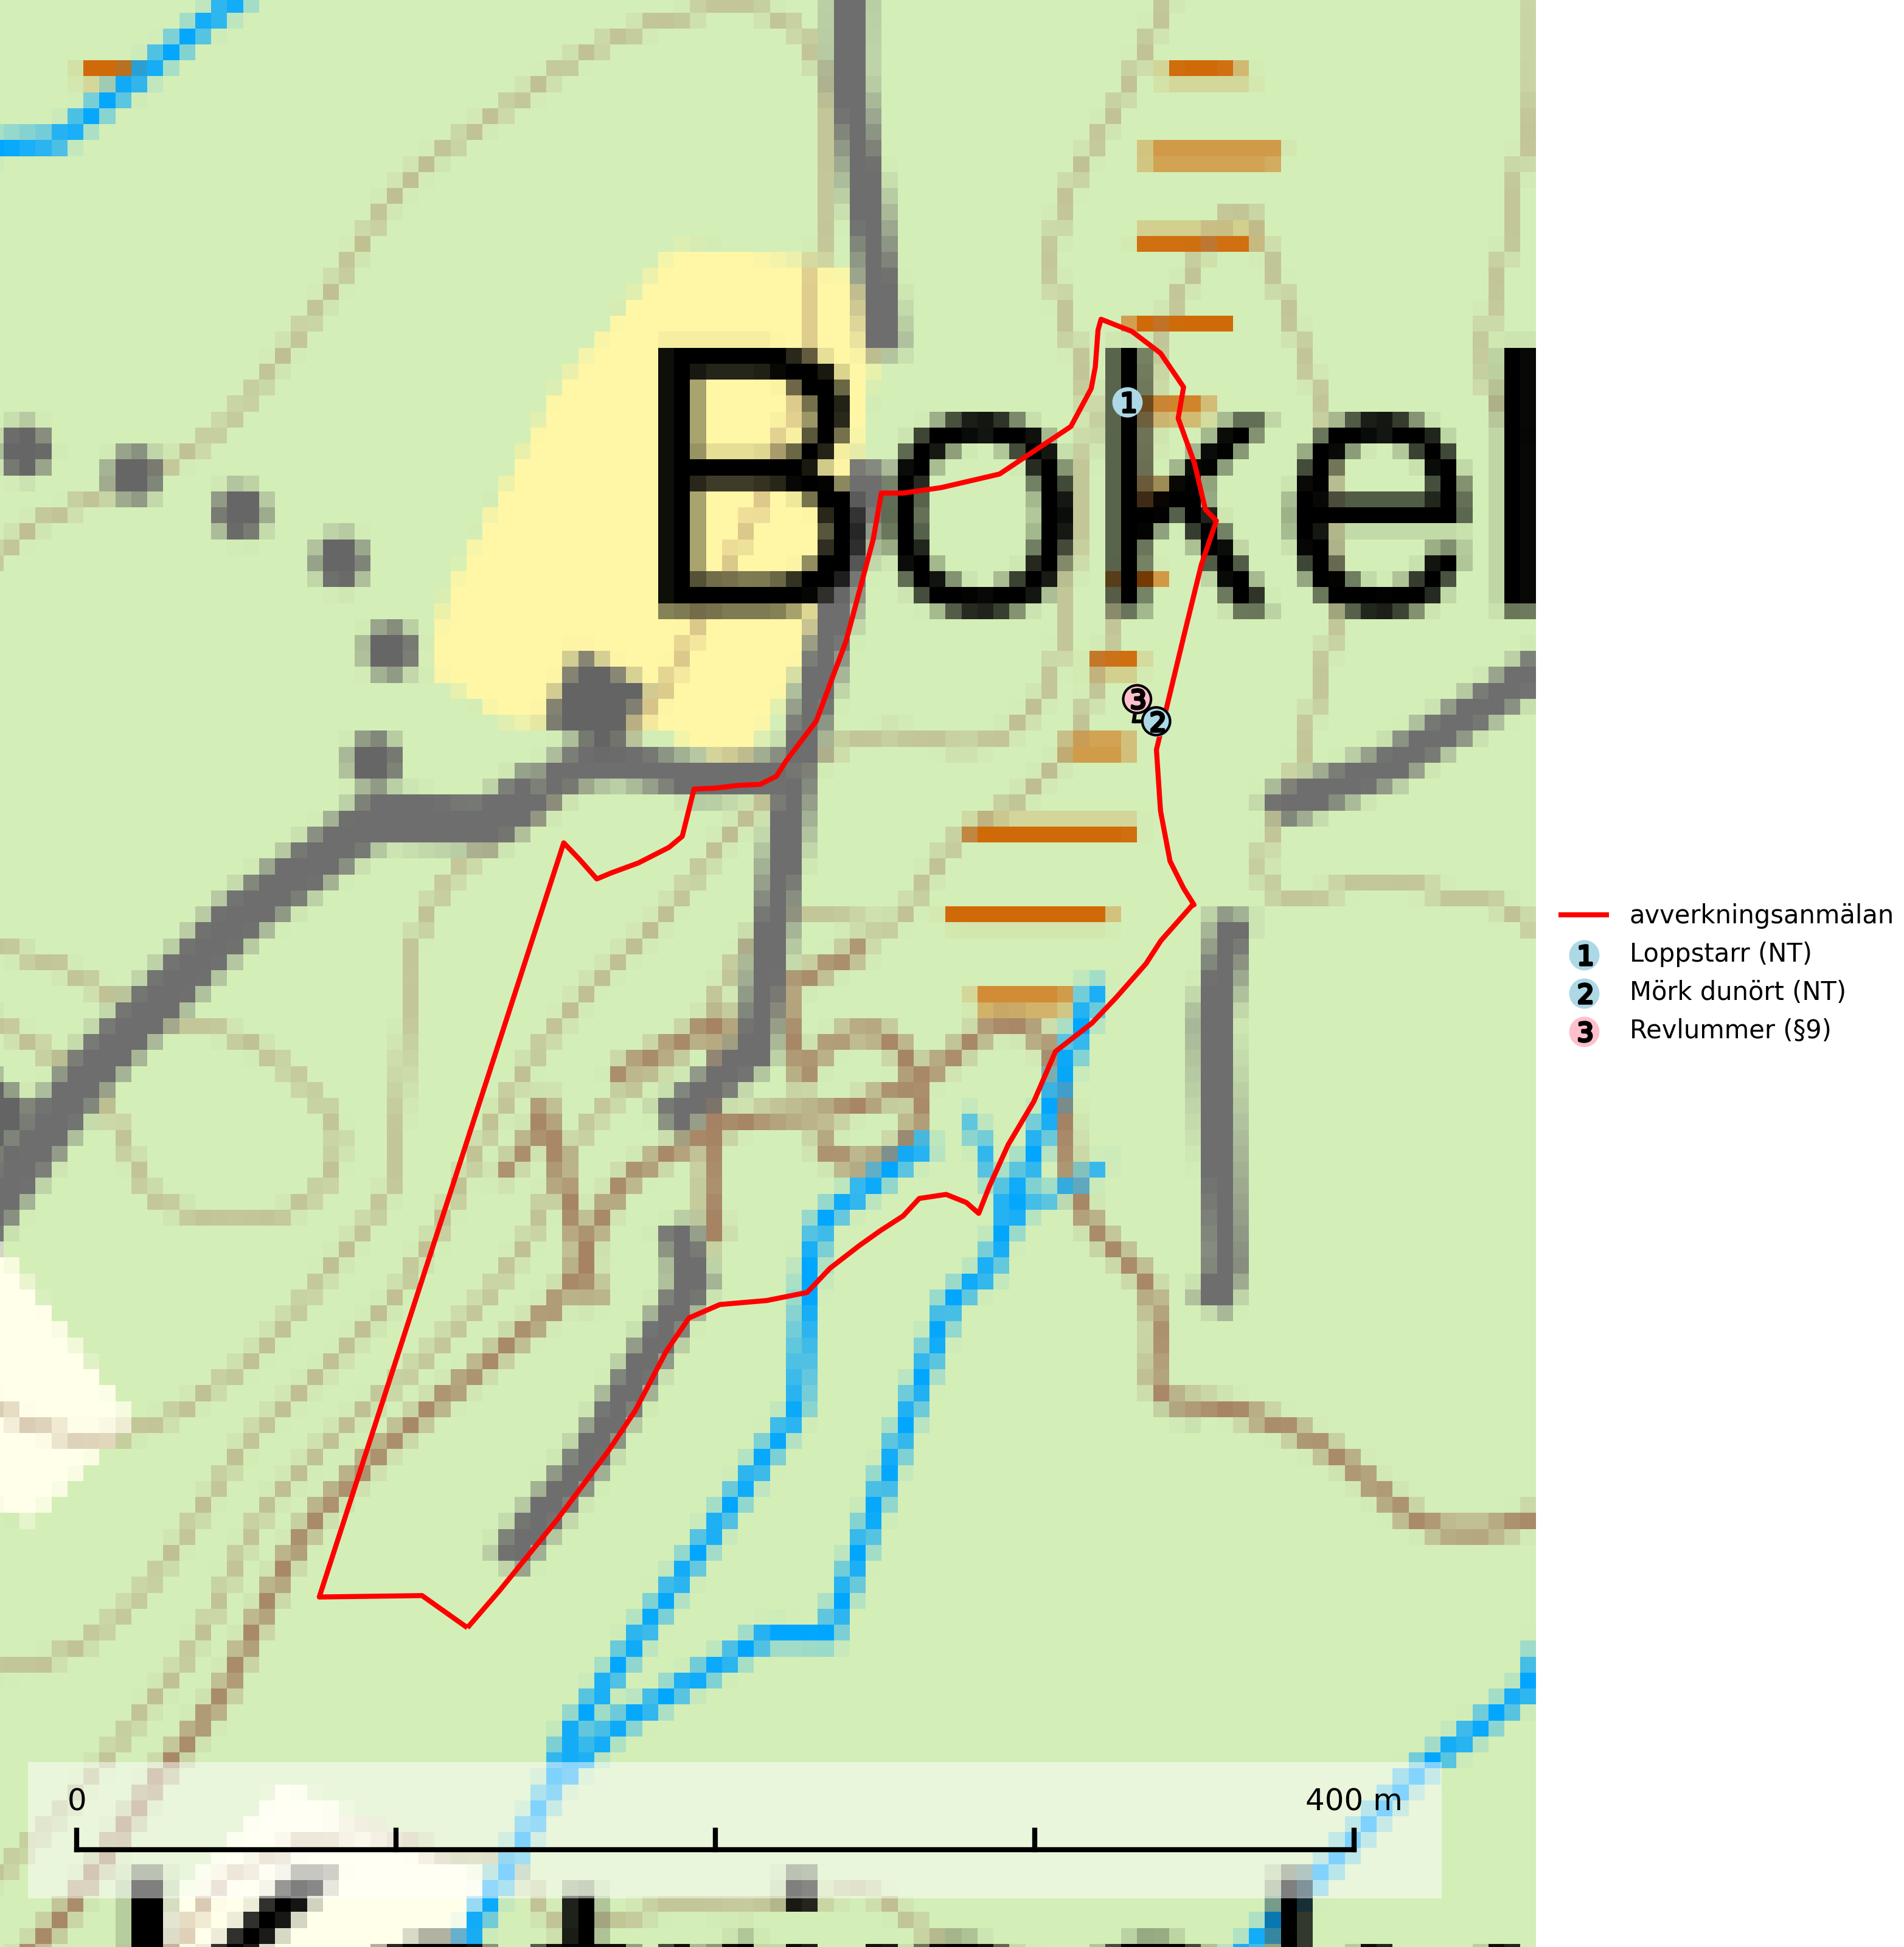 Bokel
1
3
2
avverkningsanmälan
1 Loppstarr (NT)
2 Mörk dunört (NT)
3 Revlummer (§9)
0 400 m